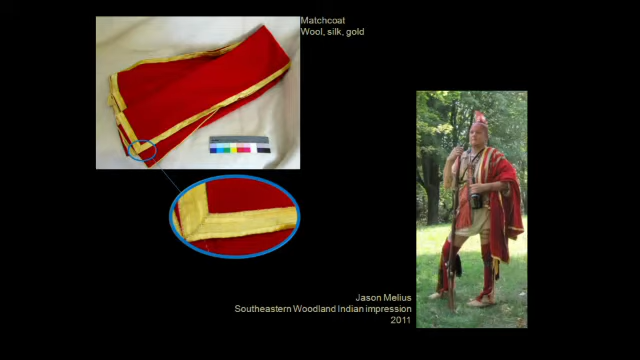 Matchcoat
Wool, silk, gold
Jason Melius
Southeastern Woodland Indian impression
2011